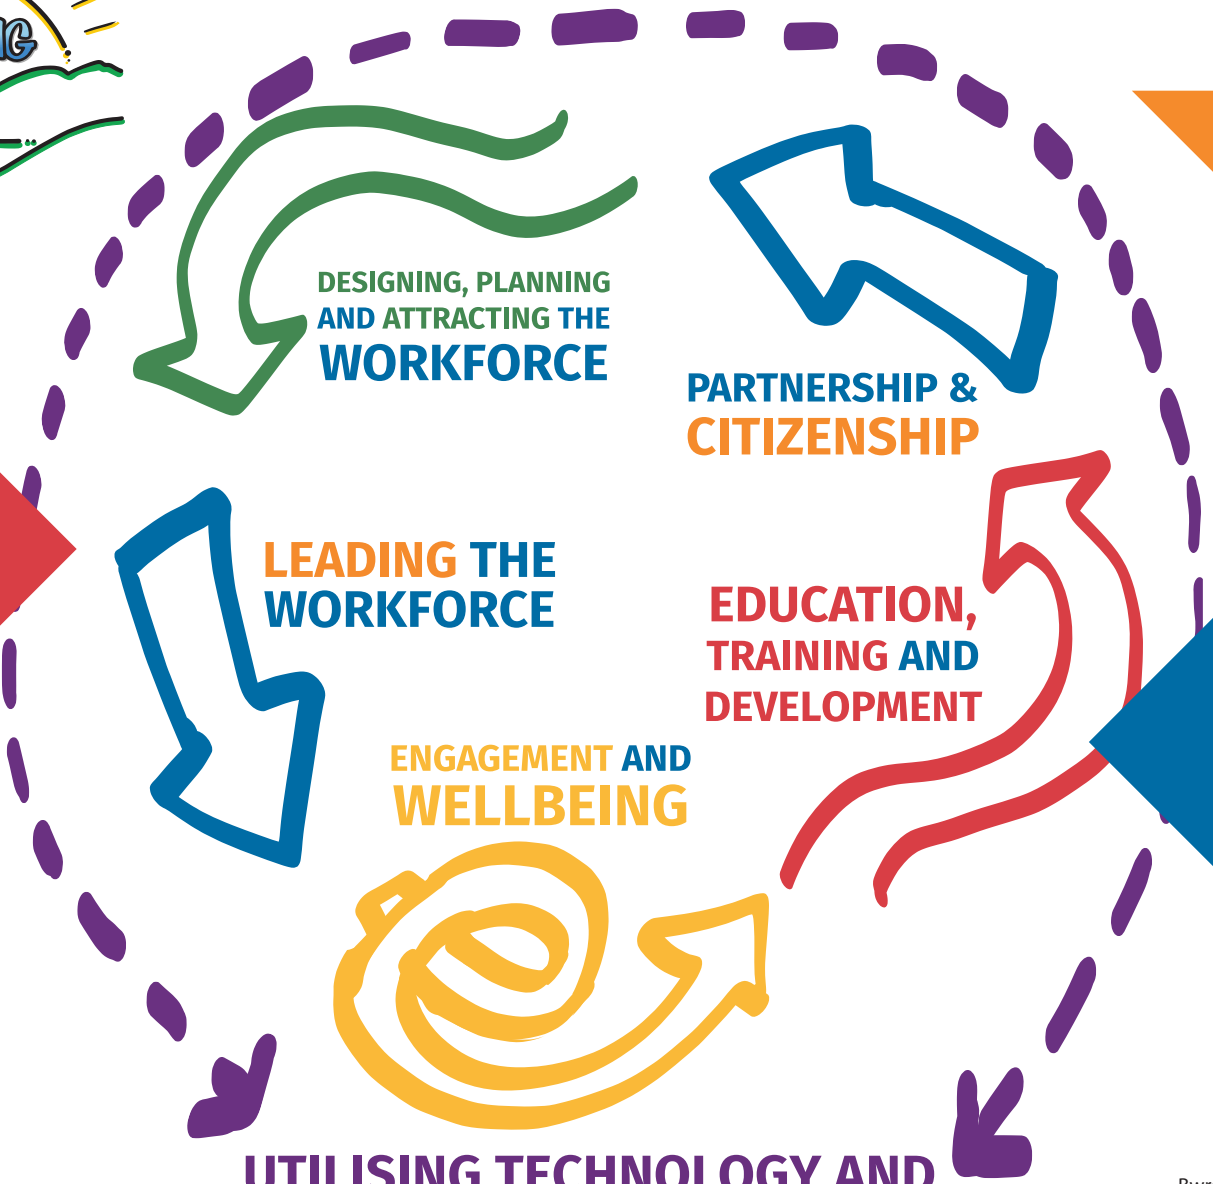 DESIGNING, PLANNING
AND ATTRACTING THE
WORKFORCE
PARTNERSHIP &
CITIZENSHIP
LEADING THE
WORKFORCE
EDUCATION,
TRAINING AND
DEVELOPMENT
ENGAGEMENT AND
WELLBEING
UTILISING TECHNOLOGY AND